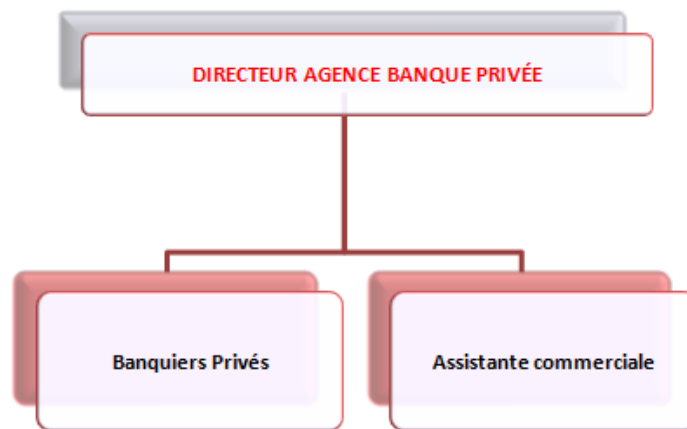 DIRECTEUR AGENCE BANQUE PRIVÉE
Banquiers Privés
Assistante commerciale